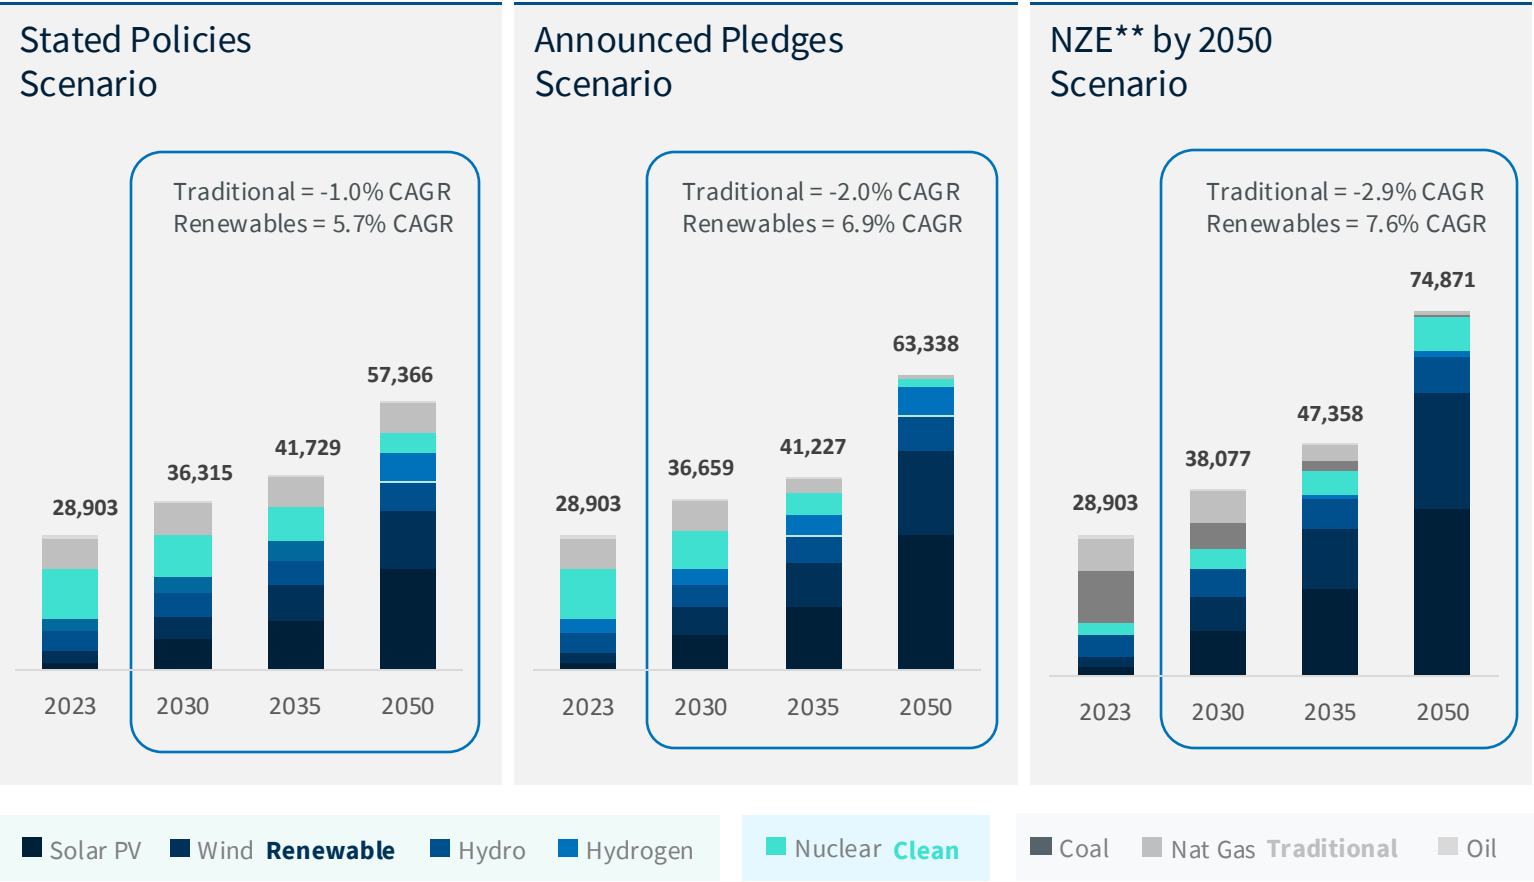 Stated Policies
Scenario
Traditional = -1.0% CAGR
Renewables = 5.7% CAGR
28,903
36,315
41,729
57,366
2023
2030
2035
2050
Announced Pledges
Scenario
Traditional = -2.0% CAGR
Renewables = 6.9% CAGR
28,903
36,659
41,227
63,338
2023
2030
2035
2050
NZE** by 2050
Scenario
Traditional = -2.9% CAGR
Renewables = 7.6% CAGR
28,903
38,077
47,358
74,871
2023
2030
2035
2050
Solar PV Wind Renewable Hydro Hydrogen
Nuclear Clean
Coal Nat Gas Traditional Oil